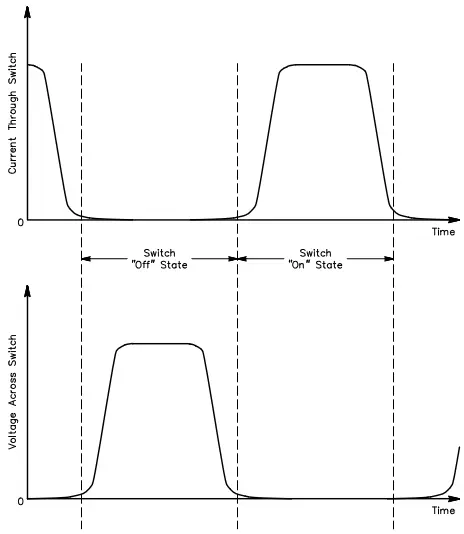 Current Through Switch
0
Time
Switch
"Off" State
Switch
"On" State
Voltage Across Switch
0
Time